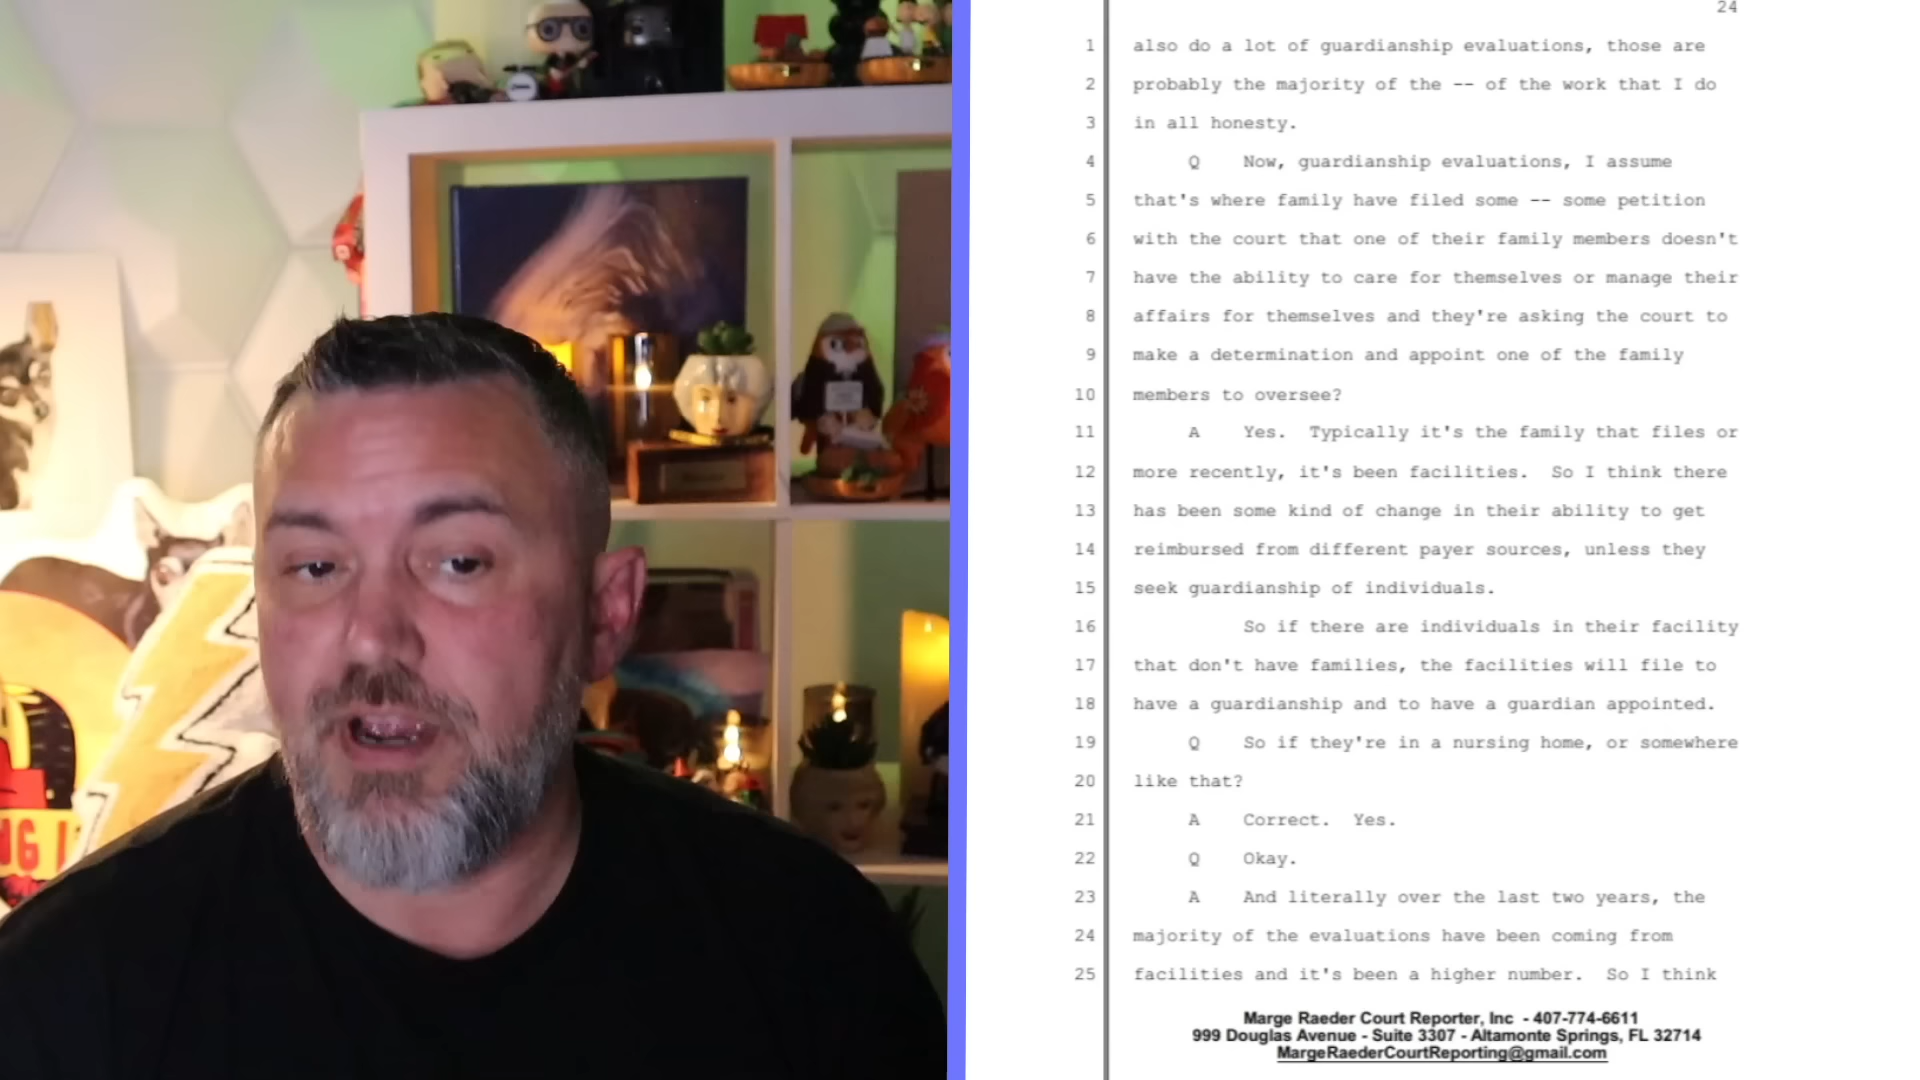 24
1 also do a lot of guardianship evaluations, those are
2 probably the majority of the -- of the work that I do
3 in all honesty.
4 Q Now, guardianship evaluations, I assume
5 that's where family have filed some -- some petition
6 with the court that one of their family members doesn't
7 have the ability to care for themselves or manage their
8 affairs for themselves and they're asking the court to
9 make a determination and appoint one of the family
10 members to oversee?
11 A Yes. Typically it's the family that files or
12 more recently, it's been facilities. So I think there
13 has been some kind of change in their ability to get
14 reimbursed from different payer sources, unless they
15 seek guardianship of individuals.
16 So if there are individuals in their facility
17 that don't have families, the facilities will file to
18 have a guardianship and to have a guardian appointed.
19 Q So if they're in a nursing home, or somewhere
20 like that?
21 A Correct. Yes.
22 Q Okay.
23 A And literally over the last two years, the
24 majority of the evaluations have been coming from
25 facilities and it's been a higher number. So I think
Marge Raeder Court Reporter, Inc - 407-774-6611
999 Douglas Avenue - Suite 3307 - Altamonte Springs, FL 32714
MargeRaederCourtReporting@gmail.com